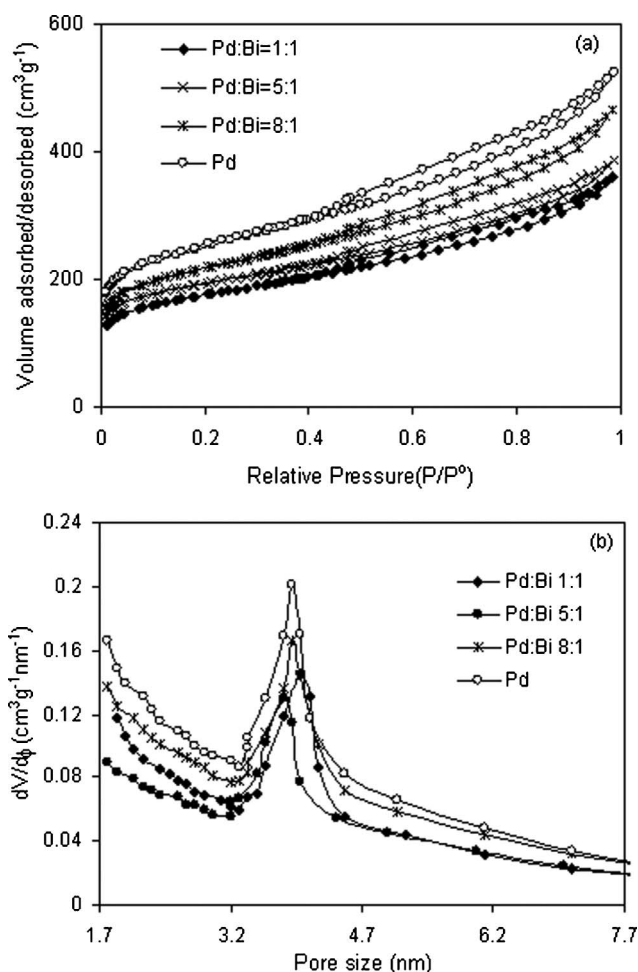 600
400
200
0
Volume adsorbed/desorbed (cm³g⁻¹)
(a)
Pd:Bi=1:1
Pd:Bi=5:1
Pd:Bi=8:1
Pd
0 0.2 0.4 0.6 0.8 1
Relative Pressure(P/Pº)
0.24
0.2
0.16
0.12
0.08
0.04
0
dV/dϕ (cm³g⁻¹nm⁻¹)
(b)
Pd:Bi 1:1
Pd:Bi 5:1
Pd:Bi 8:1
Pd
1.7 3.2 4.7 6.2 7.7
Pore size (nm)